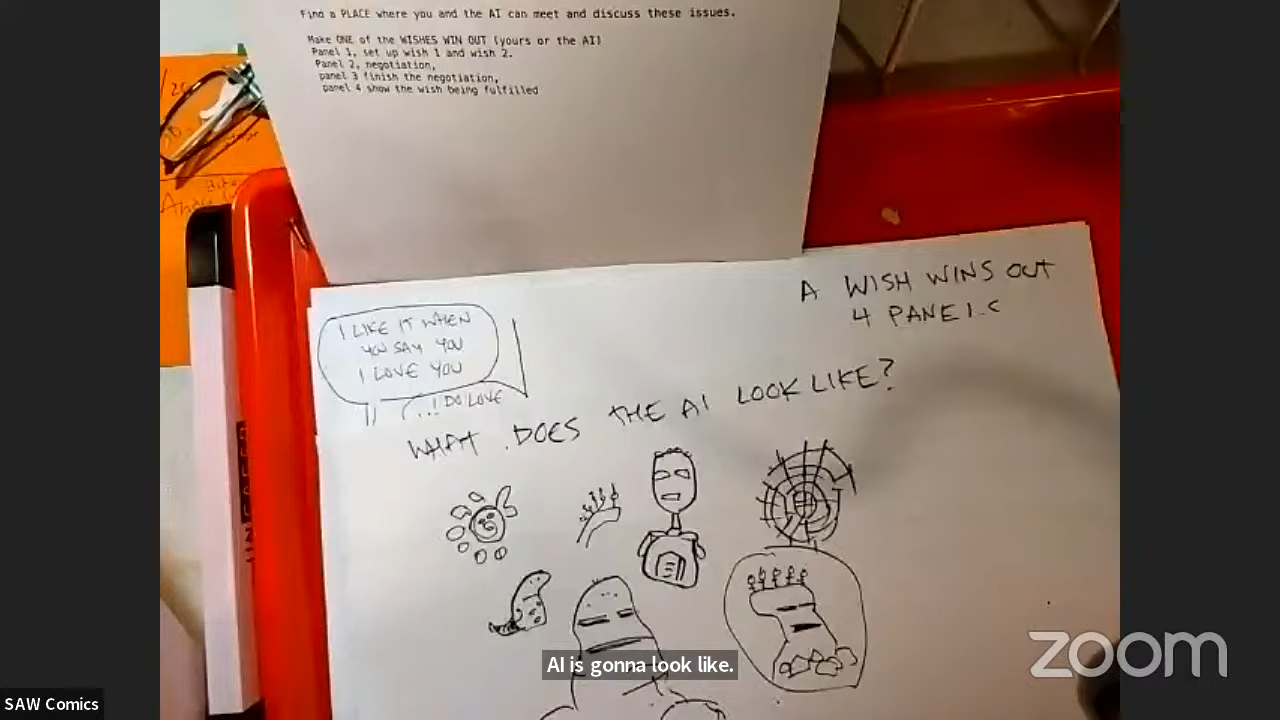 Find a PLACE where you and the AI can meet and discuss these issues.
Make ONE of the WISHES WIN OUT (yours or the AI)
Panel 1, set up wish 1 and wish 2.
Panel 2, negotiation,
panel 3 finish the negotiation,
panel 4 show the wish being fulfilled
A WISH WINS OUT
4 PANELS
I LIKE IT WHEN
YOU SAY YOU
I LOVE YOU
...I DO LOVE
WHAT DOES THE AI LOOK LIKE?
AI is gonna look like.
zoom
SAW Comics